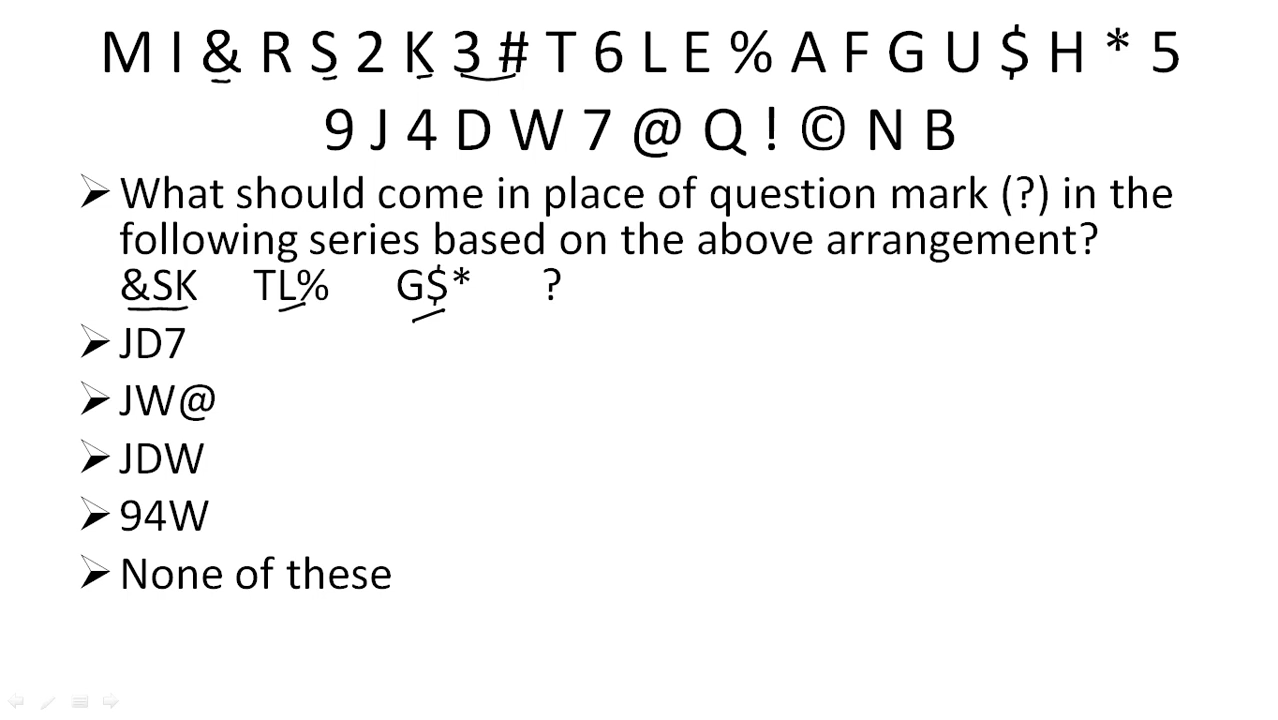 M I & R S 2 K 3 # T 6 L E % A F G U $ H * 5
9 J 4 D W 7 @ Q ! © N B
What should come in place of question mark (?) in the
following series based on the above arrangement?
&SK TL% G$* ?
JD7
JW@
JDW
94W
None of these